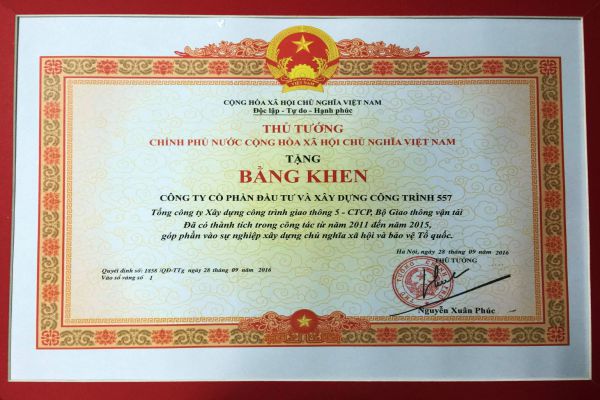 CỘNG HÒA XÃ HỘI CHỦ NGHĨA VIỆT NAM
Độc lập - Tự do - Hạnh phúc
THỦ TƯỚNG
CHÍNH PHỦ NƯỚC CỘNG HÒA XÃ HỘI CHỦ NGHĨA VIỆT NAM
TẶNG
BẰNG KHEN
CÔNG TY CỔ PHẦN ĐẦU TƯ VÀ XÂY DỰNG CÔNG TRÌNH 557
Tổng công ty Xây dựng công trình giao thông 5 - CTCP, Bộ Giao thông vận tải
Đã có thành tích trong công tác từ năm 2011 đến năm 2015,
góp phần vào sự nghiệp xây dựng chủ nghĩa xã hội và bảo vệ Tổ quốc.
Hà Nội, ngày 28 tháng 09 năm 2016
THỦ TƯỚNG
Quyết định số: 1858 /QĐ-TTg ngày 28 tháng 09 năm 2016
Vào sổ vàng số 1
Nguyễn Xuân Phúc